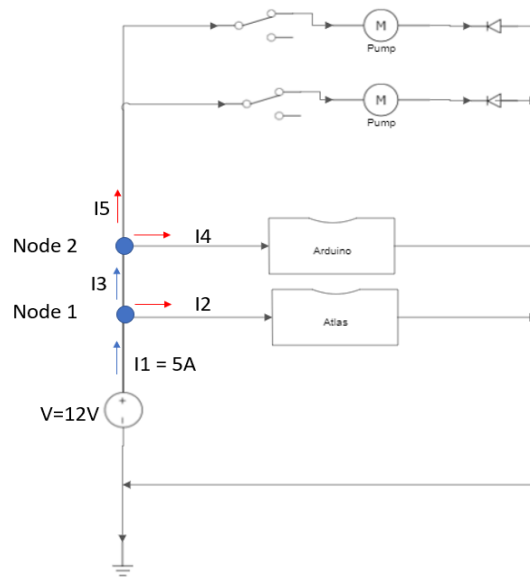 M
Pump
M
Pump
I5
Node 2
I4
Arduino
I3
Node 1
I2
Atlas
I1 = 5A
V=12V
+
-